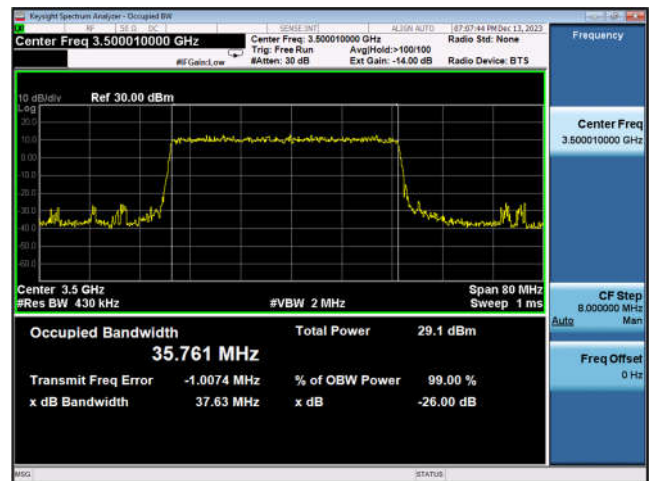 Keysight Spectrum Analyzer - Occupied BW
RF 50 Ω DC SENSE:INT ALIGN AUTO 07:07:44 PM Dec 13, 2023
Center Freq 3.500010000 GHz Center Freq: 3.500010000 GHz Radio Std: None Frequency
Trig: Free Run Avg|Hold:>100/100
#IFGain:Low #Atten: 30 dB Ext Gain: -14.00 dB Radio Device: BTS
10 dB/div Ref 30.00 dBm
Log
20.0
10.0
0.00
-10.0
-20.0
-30.0
-40.0
-50.0
-60.0
Center 3.5 GHz Span 80 MHz
#Res BW 430 kHz #VBW 2 MHz Sweep 1 ms
Occupied Bandwidth Total Power 29.1 dBm
35.761 MHz
Transmit Freq Error -1.0074 MHz % of OBW Power 99.00 %
x dB Bandwidth 37.63 MHz x dB -26.00 dB
Center Freq
3.500010000 GHz
CF Step
8.000000 MHz
Auto Man
Freq Offset
0 Hz
MSG STATUS